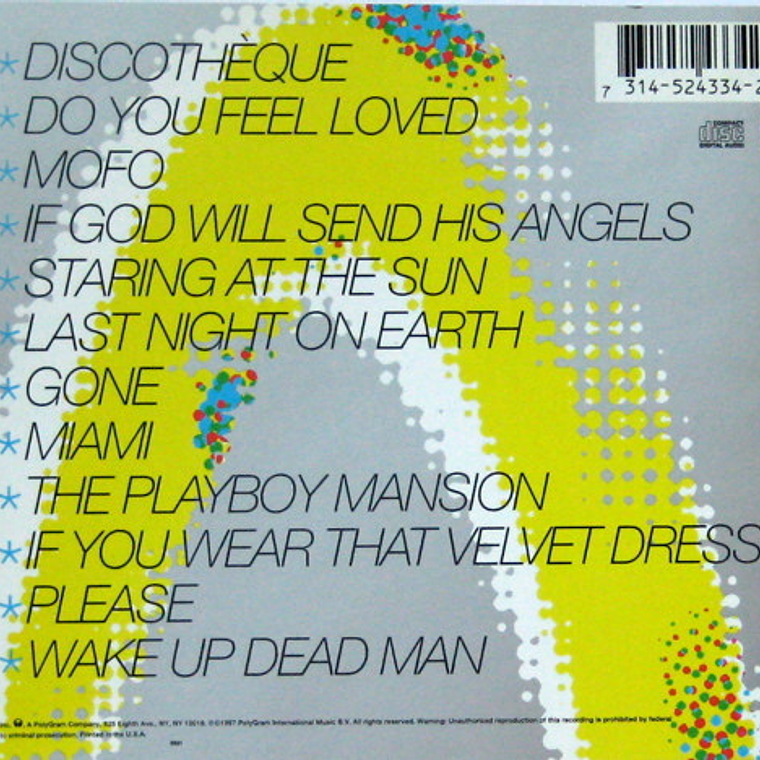 * DISCOTHÈQUE
* DO YOU FEEL LOVED
* MOFO
* IF GOD WILL SEND HIS ANGELS
* STARING AT THE SUN
* LAST NIGHT ON EARTH
* GONE
* MIAMI
* THE PLAYBOY MANSION
* IF YOU WEAR THAT VELVET DRESS
* PLEASE
* WAKE UP DEAD MAN
7 314-524334-2
COMPACT
disc
DIGITAL AUDIO
A PolyGram Company, 825 Eighth Ave., NY, NY 10019. ℗©1997 PolyGram International Music B.V. All rights reserved. Warning: Unauthorized reproduction of this recording is prohibited by federal
criminal prosecution. Printed in the U.S.A.